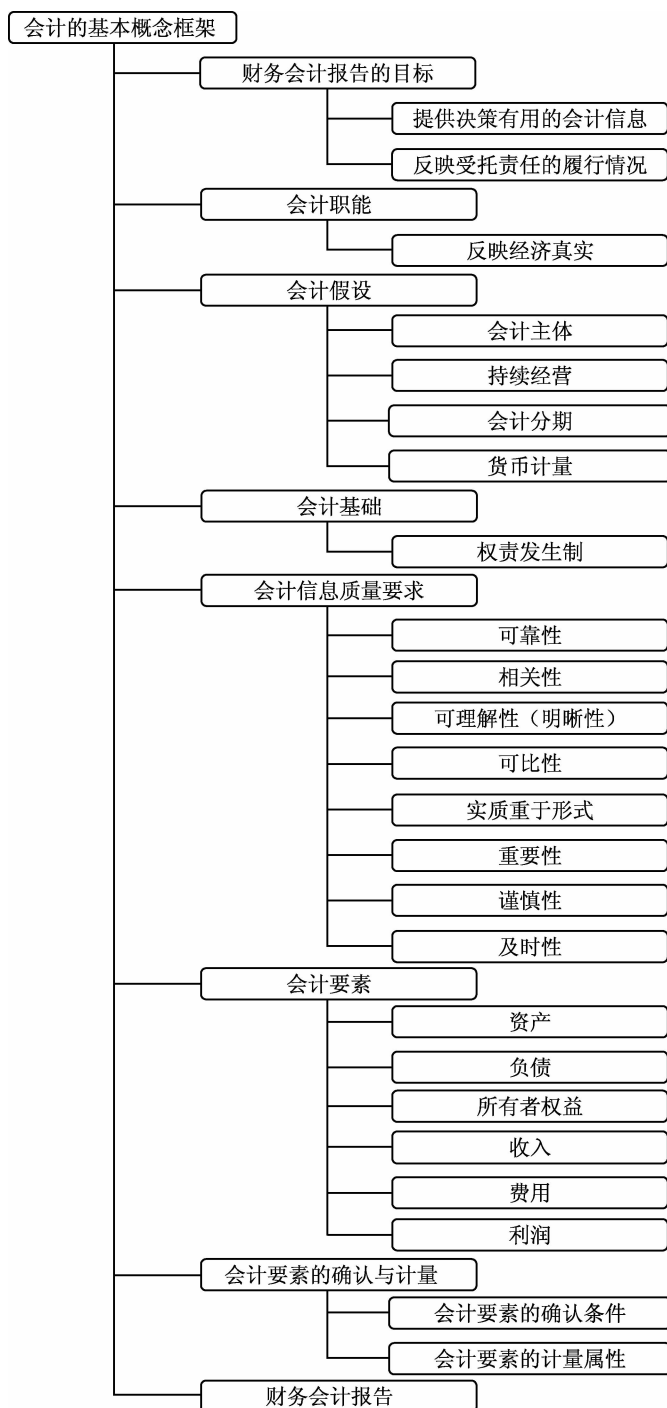 会计的基本概念框架
财务会计报告的目标
提供决策有用的会计信息
反映受托责任的履行情况
会计职能
反映经济真实
会计假设
会计主体
持续经营
会计分期
货币计量
会计基础
权责发生制
会计信息质量要求
可靠性
相关性
可理解性（明晰性）
可比性
实质重于形式
重要性
谨慎性
及时性
会计要素
资产
负债
所有者权益
收入
费用
利润
会计要素的确认与计量
会计要素的确认条件
会计要素的计量属性
财务会计报告